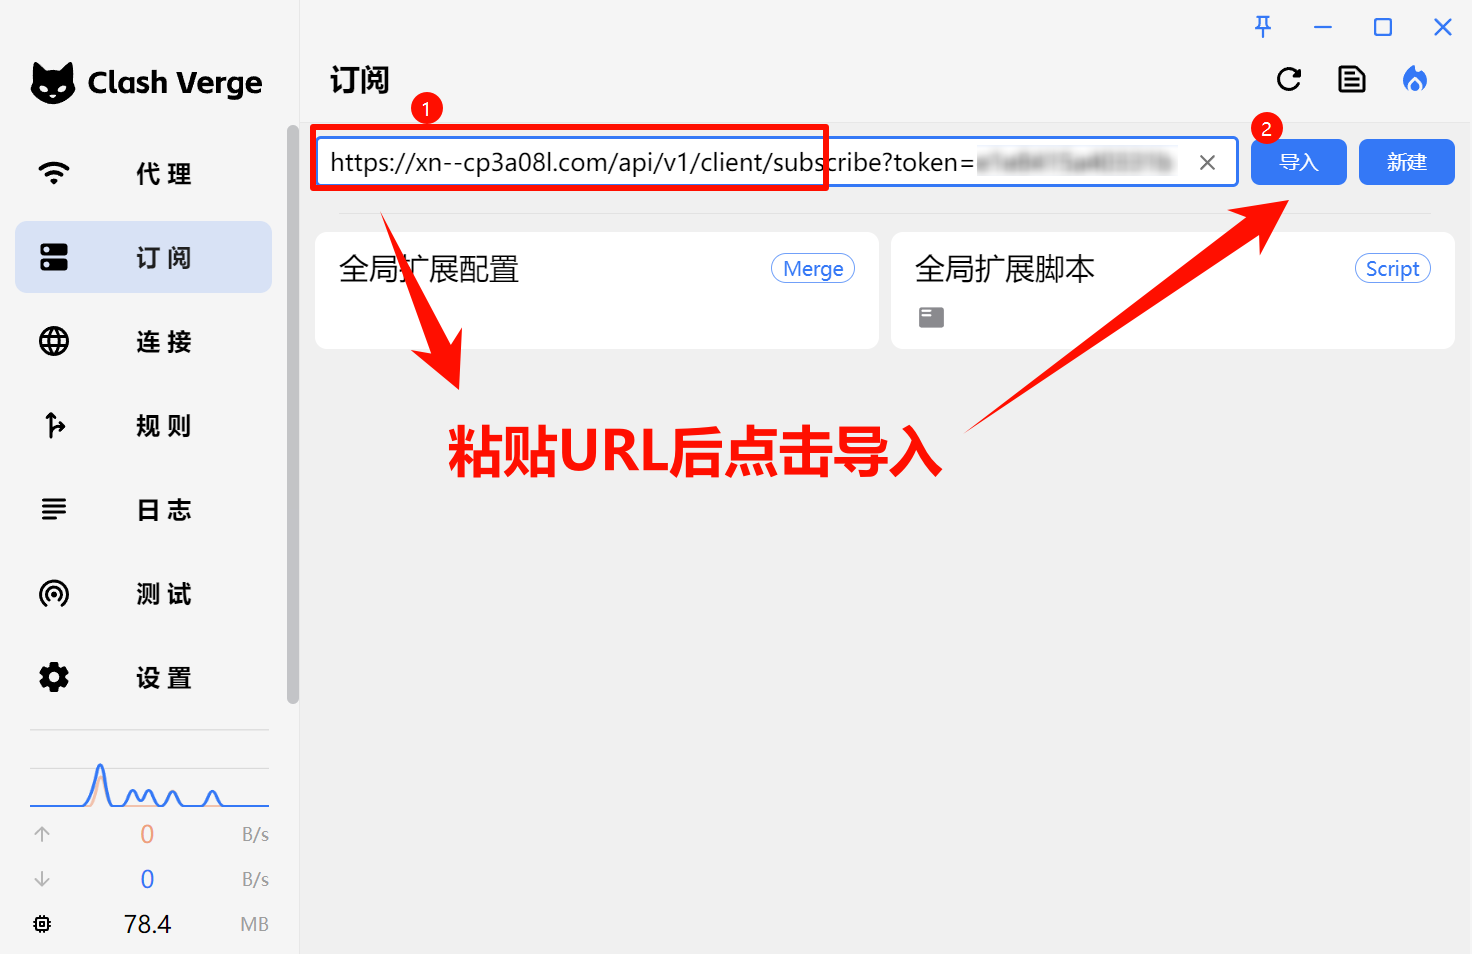 Clash Verge
订阅
1
2
https://xn--cp3a08l.com/api/v1/client/subscribe?token=
导入
新建
代理
订阅
连接
规则
日志
测试
设置
全局扩展配置
Merge
全局扩展脚本
Script
粘贴URL后点击导入
0 B/s
0 B/s
78.4 MB